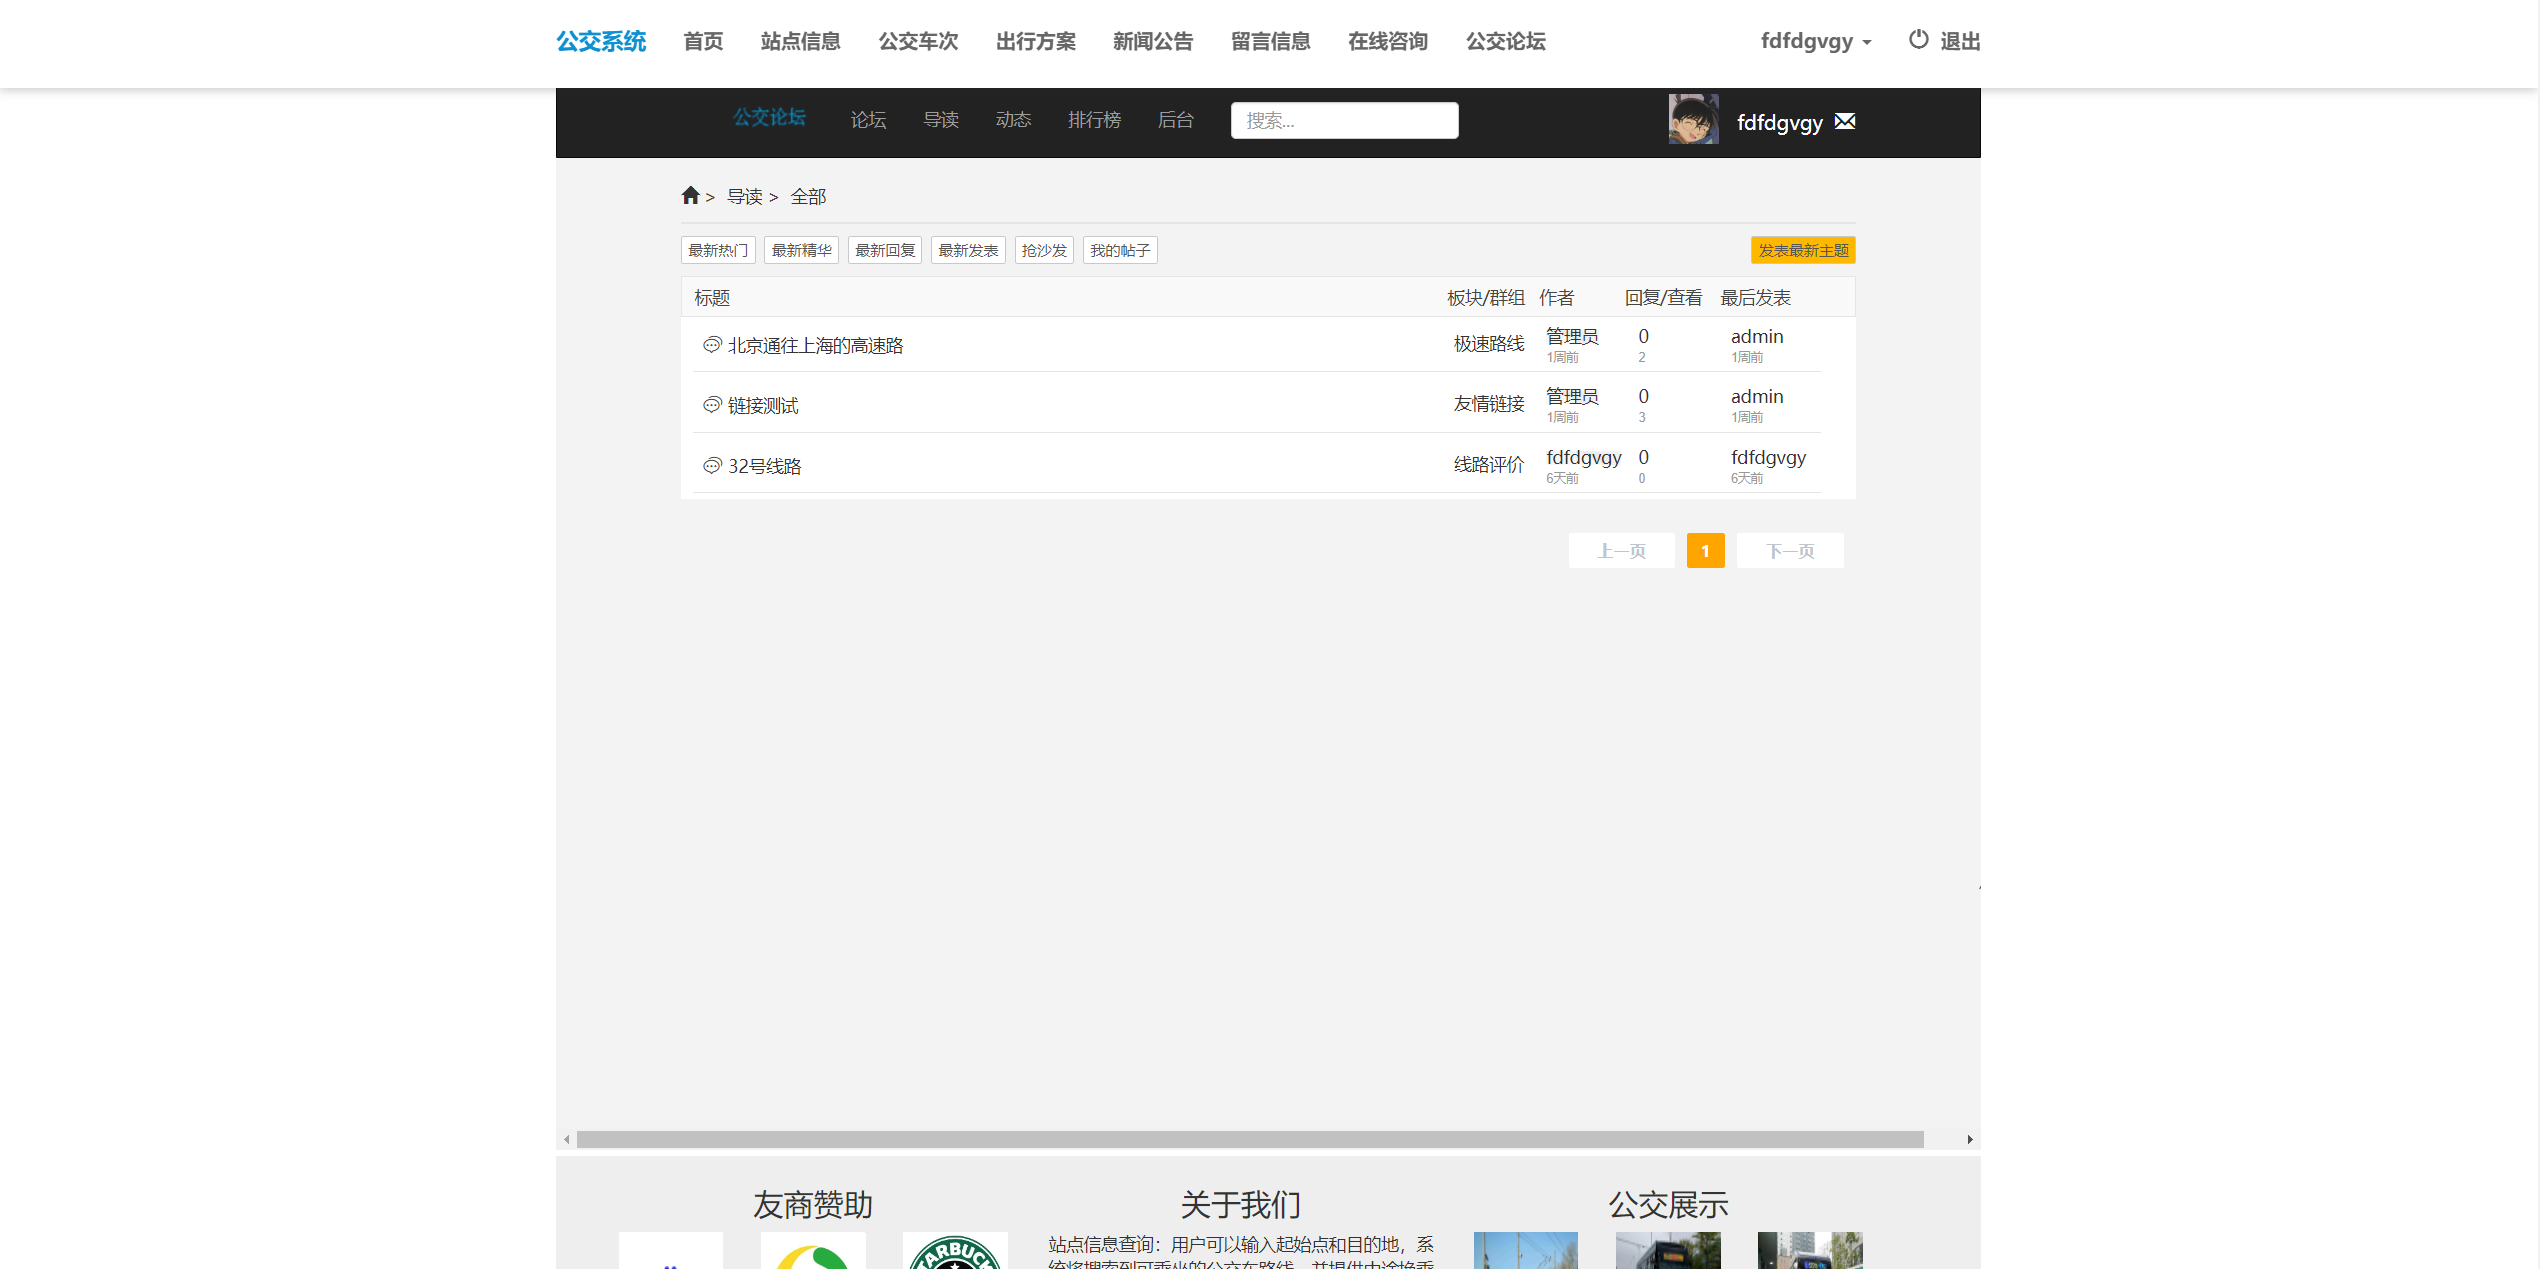 公交系统 首页 站点信息 公交车次 出行方案 新闻公告 留言信息 在线咨询 公交论坛 fdfdgvgy 退出
公交论坛 论坛 导读 动态 排行榜 后台 搜索... fdfdgvgy
> 导读 > 全部
最新热门 最新精华 最新回复 最新发表 抢沙发 我的帖子 发表最新主题
标题 板块/群组 作者 回复/查看 最后发表
北京通往上海的高速路 极速路线 管理员 0 admin
1周前 2 1周前
链接测试 友情链接 管理员 0 admin
1周前 3 1周前
32号线路 线路评价 fdfdgvgy 0 fdfdgvgy
6天前 0 6天前
上一页 1 下一页
友商赞助 关于我们 公交展示
站点信息查询：用户可以输入起始点和目的地，系